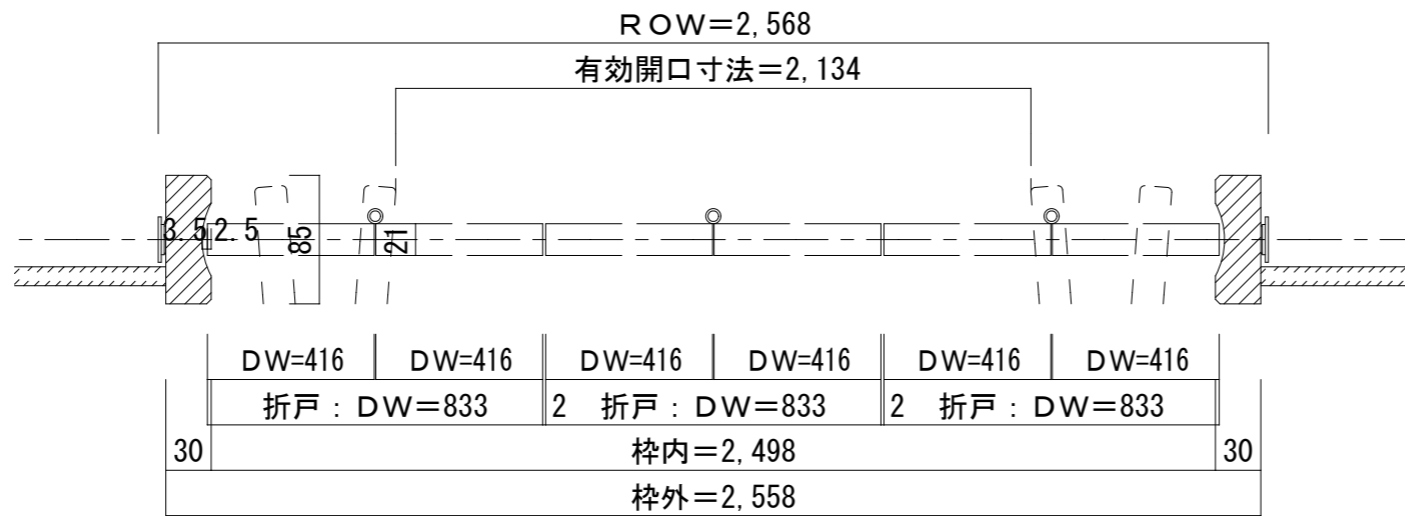 ＲＯＷ＝2,568
有効開口寸法＝2,134
3.5 2.5 85 21
ＤＷ=416 ＤＷ=416 ＤＷ=416 ＤＷ=416 ＤＷ=416 ＤＷ=416
折戸：ＤＷ＝833 2 折戸：ＤＷ＝833 2 折戸：ＤＷ＝833
30 枠内＝2,498 30
枠外＝2,558